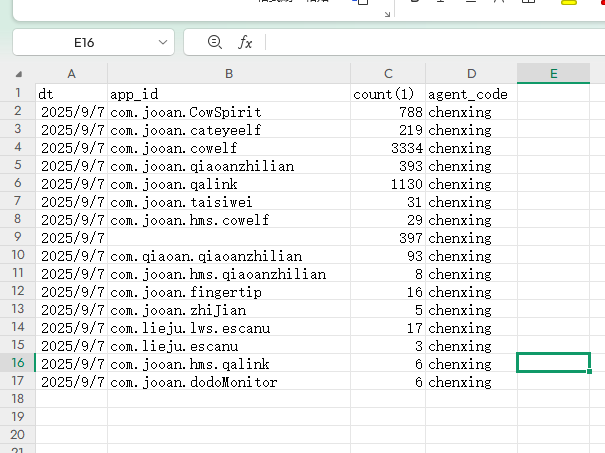 E16 fx
A B C D E
1 dt app_id count(1) agent_code
2 2025/9/7 com.jooan.CowSpirit 788 chenxing
3 2025/9/7 com.jooan.cateyeelf 219 chenxing
4 2025/9/7 com.jooan.cowelf 3334 chenxing
5 2025/9/7 com.jooan.qiaoanzhilian 393 chenxing
6 2025/9/7 com.jooan.qalink 1130 chenxing
7 2025/9/7 com.jooan.taisiwei 31 chenxing
8 2025/9/7 com.jooan.hms.cowelf 29 chenxing
9 2025/9/7 397 chenxing
10 2025/9/7 com.qiaoan.qiaoanzhilian 93 chenxing
11 2025/9/7 com.jooan.hms.qiaoanzhilian 8 chenxing
12 2025/9/7 com.jooan.fingertip 16 chenxing
13 2025/9/7 com.jooan.zhiJian 5 chenxing
14 2025/9/7 com.lieju.lws.escanu 17 chenxing
15 2025/9/7 com.lieju.escanu 3 chenxing
16 2025/9/7 com.jooan.hms.qalink 6 chenxing
17 2025/9/7 com.jooan.dodoMonitor 6 chenxing
18
19
20
21